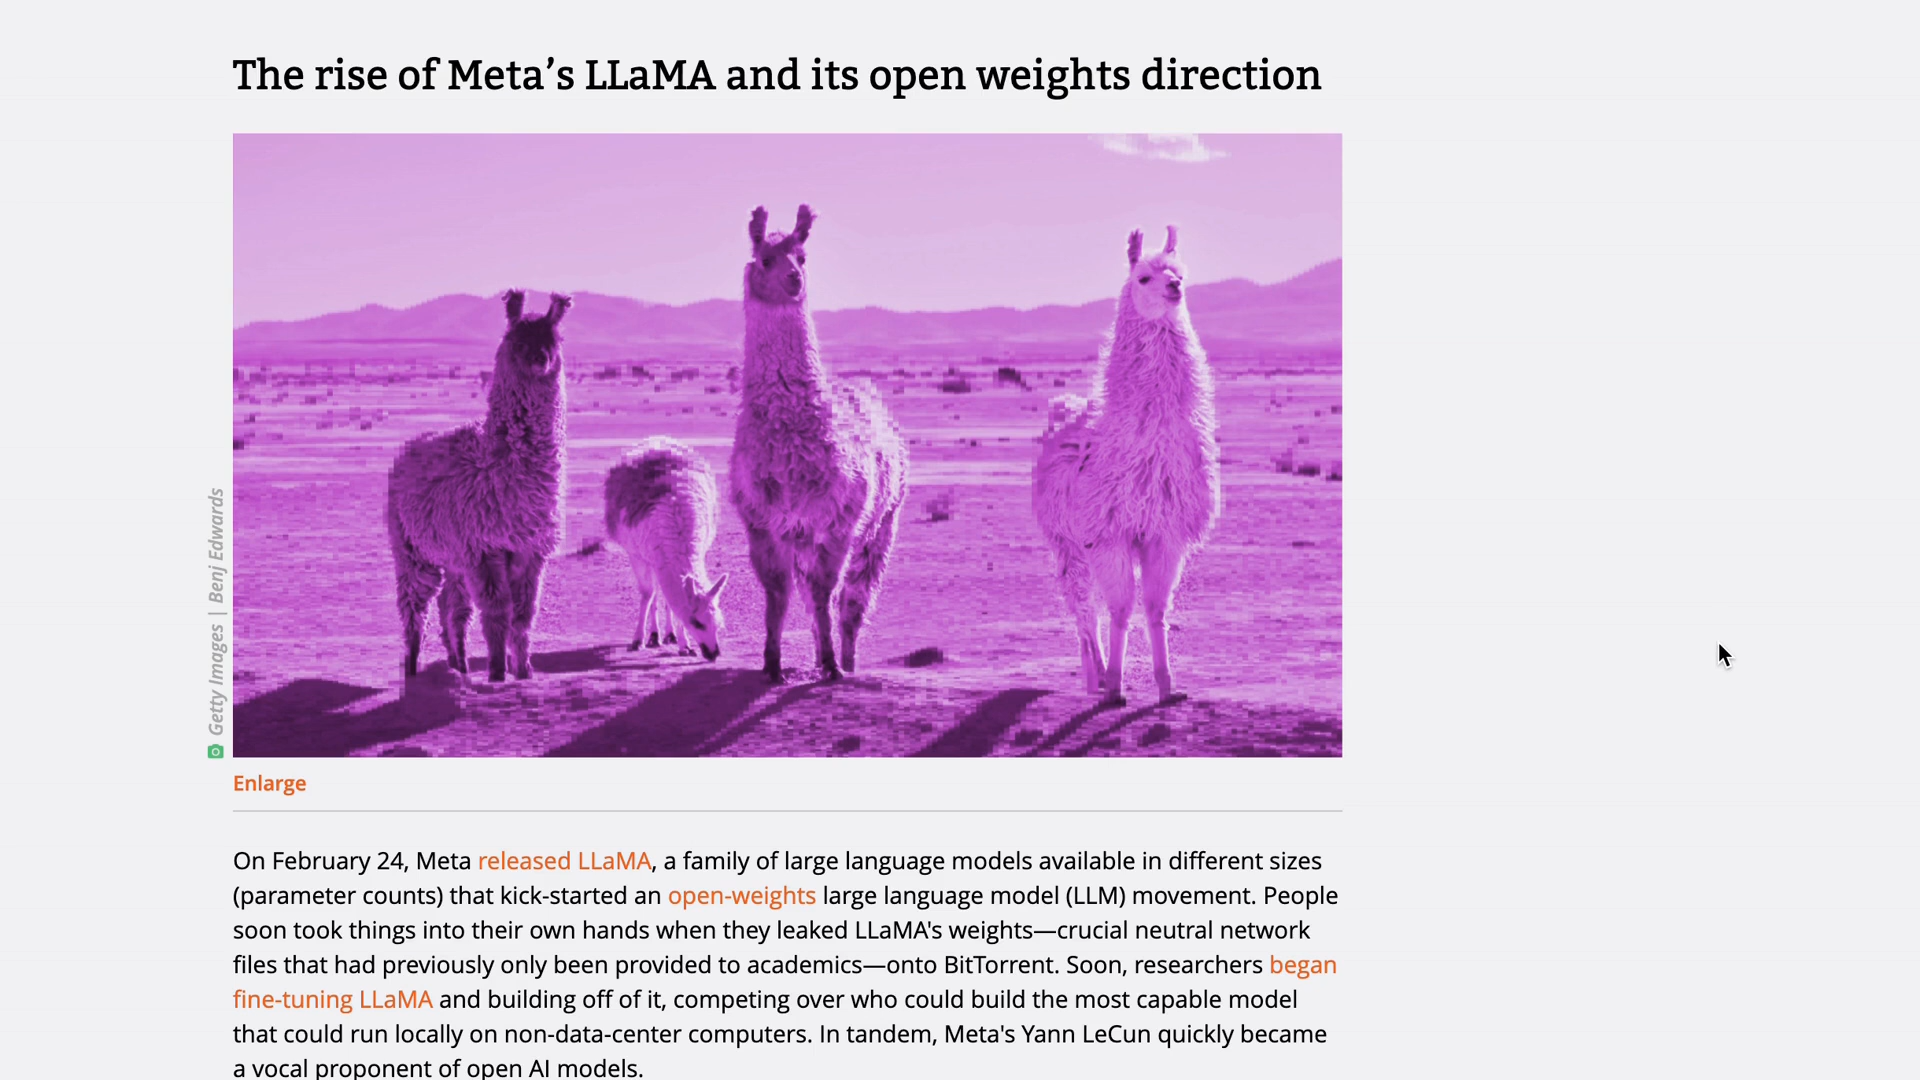 The rise of Meta’s LLaMA and its open weights direction
Getty Images | Benj Edwards
Enlarge
On February 24, Meta released LLaMA, a family of large language models available in different sizes
(parameter counts) that kick-started an open-weights large language model (LLM) movement. People
soon took things into their own hands when they leaked LLaMA's weights—crucial neutral network
files that had previously only been provided to academics—onto BitTorrent. Soon, researchers began
fine-tuning LLaMA and building off of it, competing over who could build the most capable model
that could run locally on non-data-center computers. In tandem, Meta's Yann LeCun quickly became
a vocal proponent of open AI models.